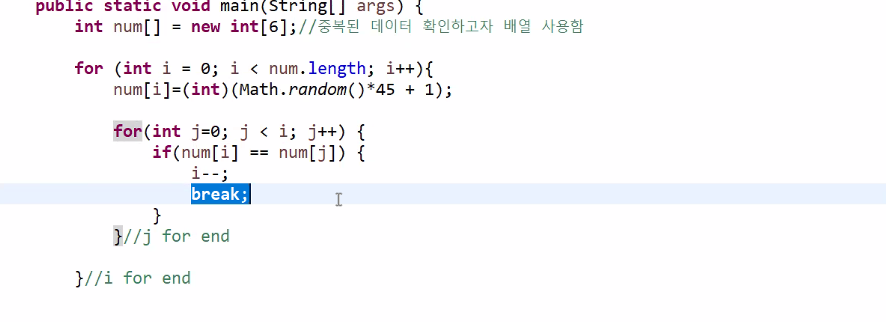 public static void main(String[] args) {
int num[] = new int[6];//중복된 데이터 확인하고자 배열 사용함
for (int i = 0; i < num.length; i++){
num[i]=(int)(Math.random()*45 + 1);
for(int j=0; j < i; j++) {
if(num[i] == num[j]) {
i--;
break;
}
}//j for end
}//i for end